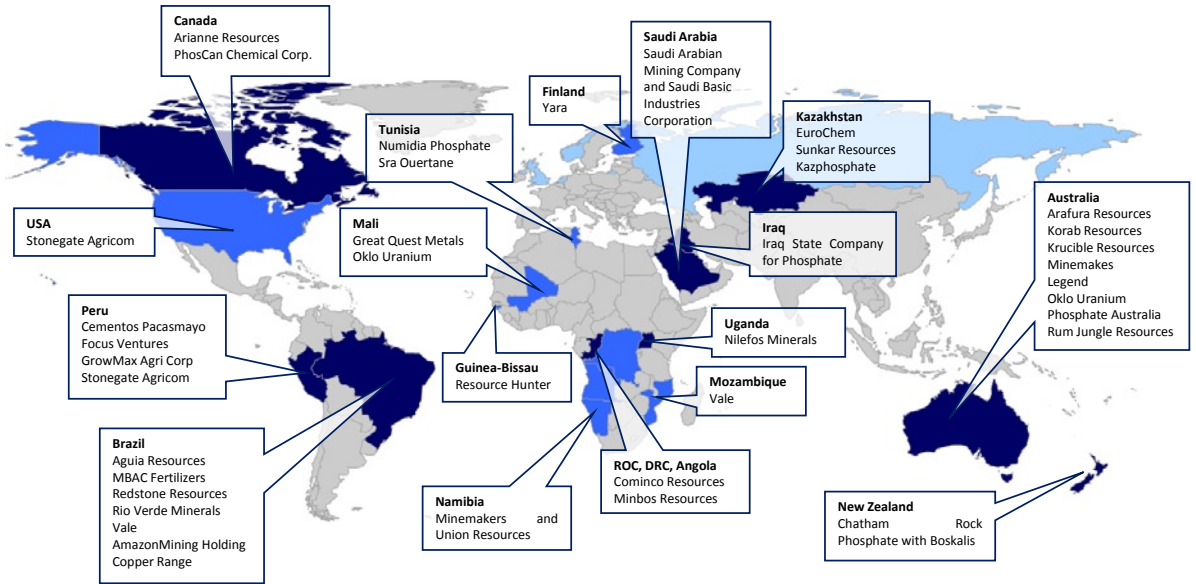 Canada
Arianne Resources
PhosCan Chemical Corp.
Saudi Arabia
Saudi Arabian
Mining Company
and Saudi Basic
Industries
Corporation
Finland
Yara
Kazakhstan
EuroChem
Sunkar Resources
Kazphosphate
Tunisia
Numidia Phosphate
Sra Ouertane
Australia
Arafura Resources
Korab Resources
Krucible Resources
Minemakes
Legend
Oklo Uranium
Phosphate Australia
Rum Jungle Resources
USA
Stonegate Agricom
Mali
Great Quest Metals
Oklo Uranium
Iraq
Iraq State Company
for Phosphate
Peru
Cementos Pacasmayo
Focus Ventures
GrowMax Agri Corp
Stonegate Agricom
Uganda
Nilefos Minerals
Guinea-Bissau
Resource Hunter
Mozambique
Vale
Brazil
Aguia Resources
MBAC Fertilizers
Redstone Resources
Rio Verde Minerals
Vale
AmazonMining Holding
Copper Range
ROC, DRC, Angola
Cominco Resources
Minbos Resources
Namibia
Minemakers and
Union Resources
New Zealand
Chatham Rock
Phosphate with Boskalis